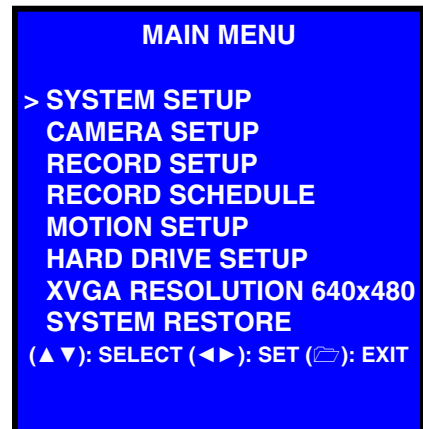 MAIN MENU
> SYSTEM SETUP
CAMERA SETUP
RECORD SETUP
RECORD SCHEDULE
MOTION SETUP
HARD DRIVE SETUP
XVGA RESOLUTION 640x480
SYSTEM RESTORE
(▲▼): SELECT (◄►): SET (🗁): EXIT